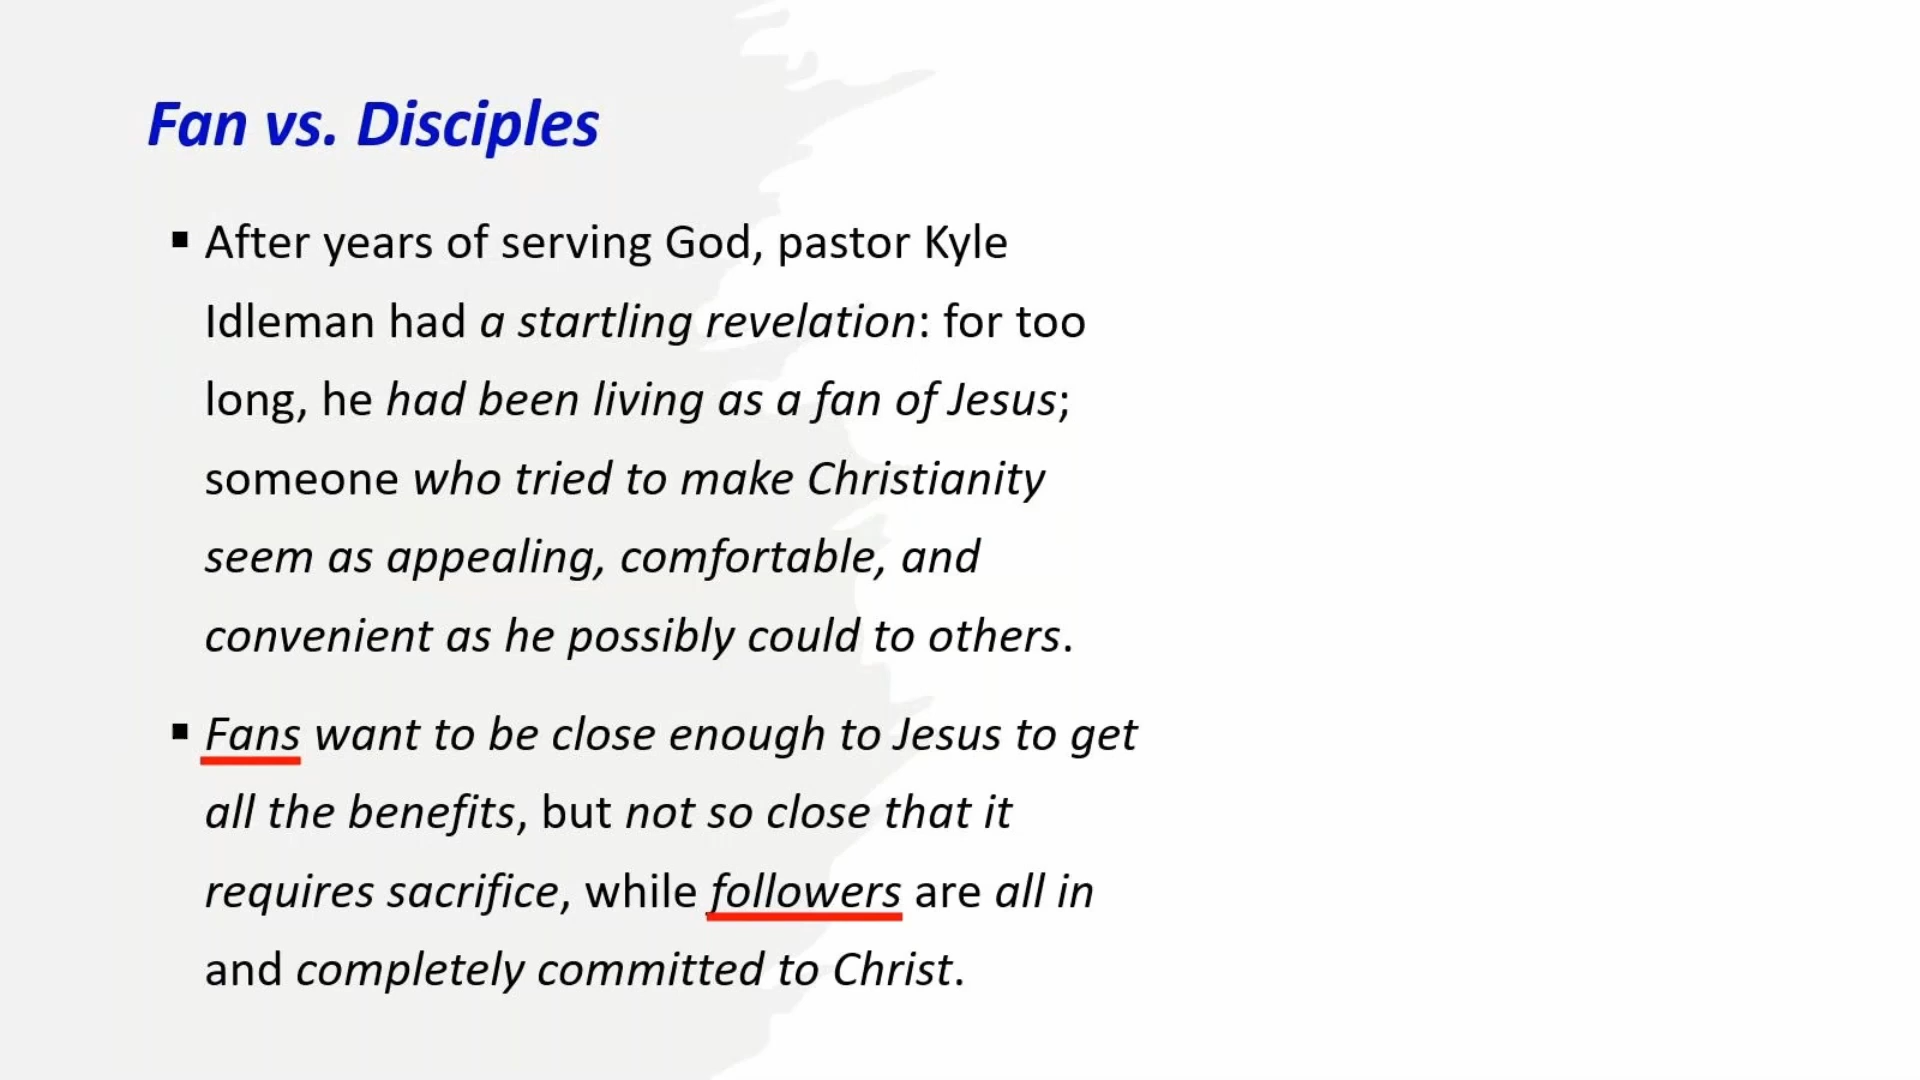 Fan vs. Disciples
▪ After years of serving God, pastor Kyle
Idleman had a startling revelation: for too
long, he had been living as a fan of Jesus;
someone who tried to make Christianity
seem as appealing, comfortable, and
convenient as he possibly could to others.
▪ Fans want to be close enough to Jesus to get
all the benefits, but not so close that it
requires sacrifice, while followers are all in
and completely committed to Christ.